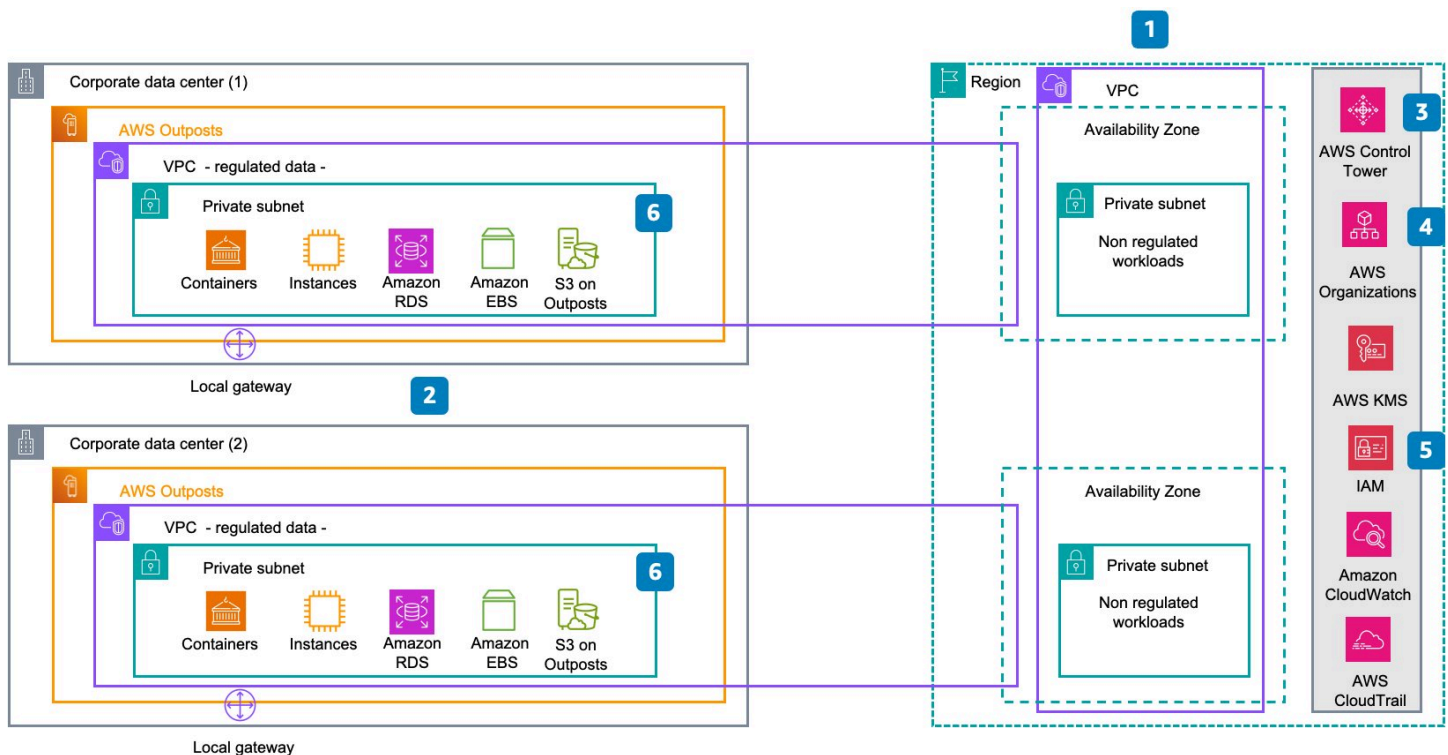 1
Corporate data center (1)
AWS Outposts
VPC - regulated data -
Private subnet
6
Containers
Instances
Amazon
RDS
Amazon
EBS
S3 on
Outposts
Local gateway
2
Corporate data center (2)
AWS Outposts
VPC - regulated data -
Private subnet
6
Containers
Instances
Amazon
RDS
Amazon
EBS
S3 on
Outposts
Local gateway
Region
VPC
Availability Zone
Private subnet
Non regulated
workloads
Availability Zone
Private subnet
Non regulated
workloads
3
AWS Control
Tower
4
AWS
Organizations
AWS KMS
5
IAM
Amazon
CloudWatch
AWS
CloudTrail